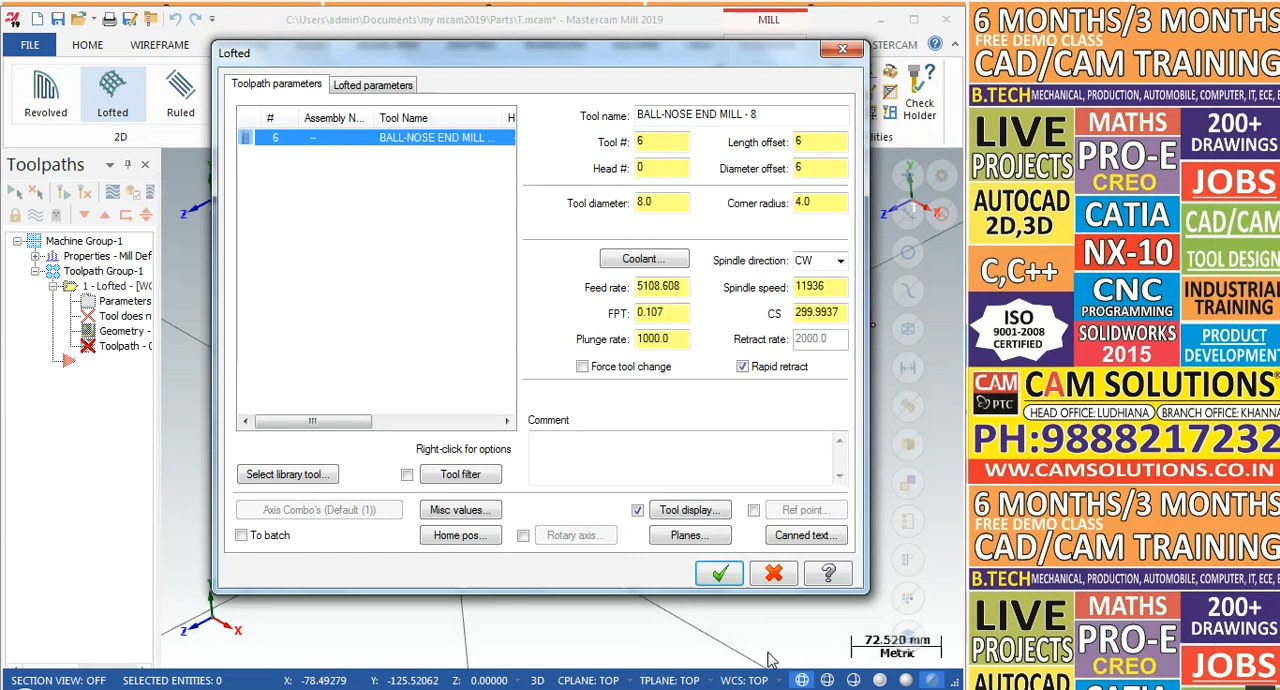 C:\Users\admin\Documents\my mcam2019\Parts\T.mcam* - Mastercam Mill 2019
MILL
FILE
HOME
WIREFRAME
STERCAM
Revolved
Lofted
Ruled
2D
Check
Holder
Toolpaths
Machine Group-1
Properties - Mill Def
Toolpath Group-1
1 - Lofted - [WC
Parameters
Tool does n
Geometry -
Toolpath - 0
Lofted
Toolpath parameters
Lofted parameters
# Assembly N... Tool Name H
6 -- BALL-NOSE END MILL ...
Right-click for options
Select library tool...
Tool filter
Axis Combo's (Default (1))
Misc values...
To batch
Home pos...
Tool name: BALL-NOSE END MILL - 8
Tool #: 6
Length offset: 6
Head #: 0
Diameter offset: 6
Tool diameter: 8.0
Corner radius: 4.0
Coolant...
Spindle direction: CW
Feed rate: 5108.608
Spindle speed: 11936
FPT: 0.107
CS 299.9937
Plunge rate: 1000.0
Retract rate: 2000.0
Force tool change
Rapid retract
Comment
Tool display...
Ref point...
Rotary axis...
Planes...
Canned text...
Z
X
Y
Z
X
72.520 mm
Metric
SECTION VIEW: OFF SELECTED ENTITIES: 0 X: -78.49279 Y: -125.52062 Z: 0.00000 3D CPLANE: TOP TPLANE: TOP WCS: TOP
6 MONTHS/3 MONTHS
FREE DEMO CLASS
CAD/CAM TRAINING
B.TECH MECHANICAL, PRODUCTION, AUTOMOBILE, COMPUTER, IT, ECE,
LIVE
PROJECTS
MATHS
200+
DRAWINGS
PRO-E
CREO
JOBS
AUTOCAD
2D,3D
CATIA
CAD/CAM
TOOL DESIGN
C,C++
NX-10
CNC
PROGRAMMING
INDUSTRIAL
TRAINING
ISO
9001-2008
CERTIFIED
SOLIDWORKS
2015
PRODUCT
DEVELOPMENT
CAM
PTC
CAM SOLUTIONS
HEAD OFFICE: LUDHIANA
BRANCH OFFICE: KHANNA
PH:9888217232
WWW.CAMSOLUTIONS.CO.IN
6 MONTHS/3 MONTHS
FREE DEMO CLASS
CAD/CAM TRAINING
B.TECH MECHANICAL, PRODUCTION, AUTOMOBILE, COMPUTER, IT, ECE,
LIVE
PROJECTS
MATHS
200+
DRAWINGS
PRO-E
CREO
JOBS
AUTOCAD
CATIA
CAD/CAM